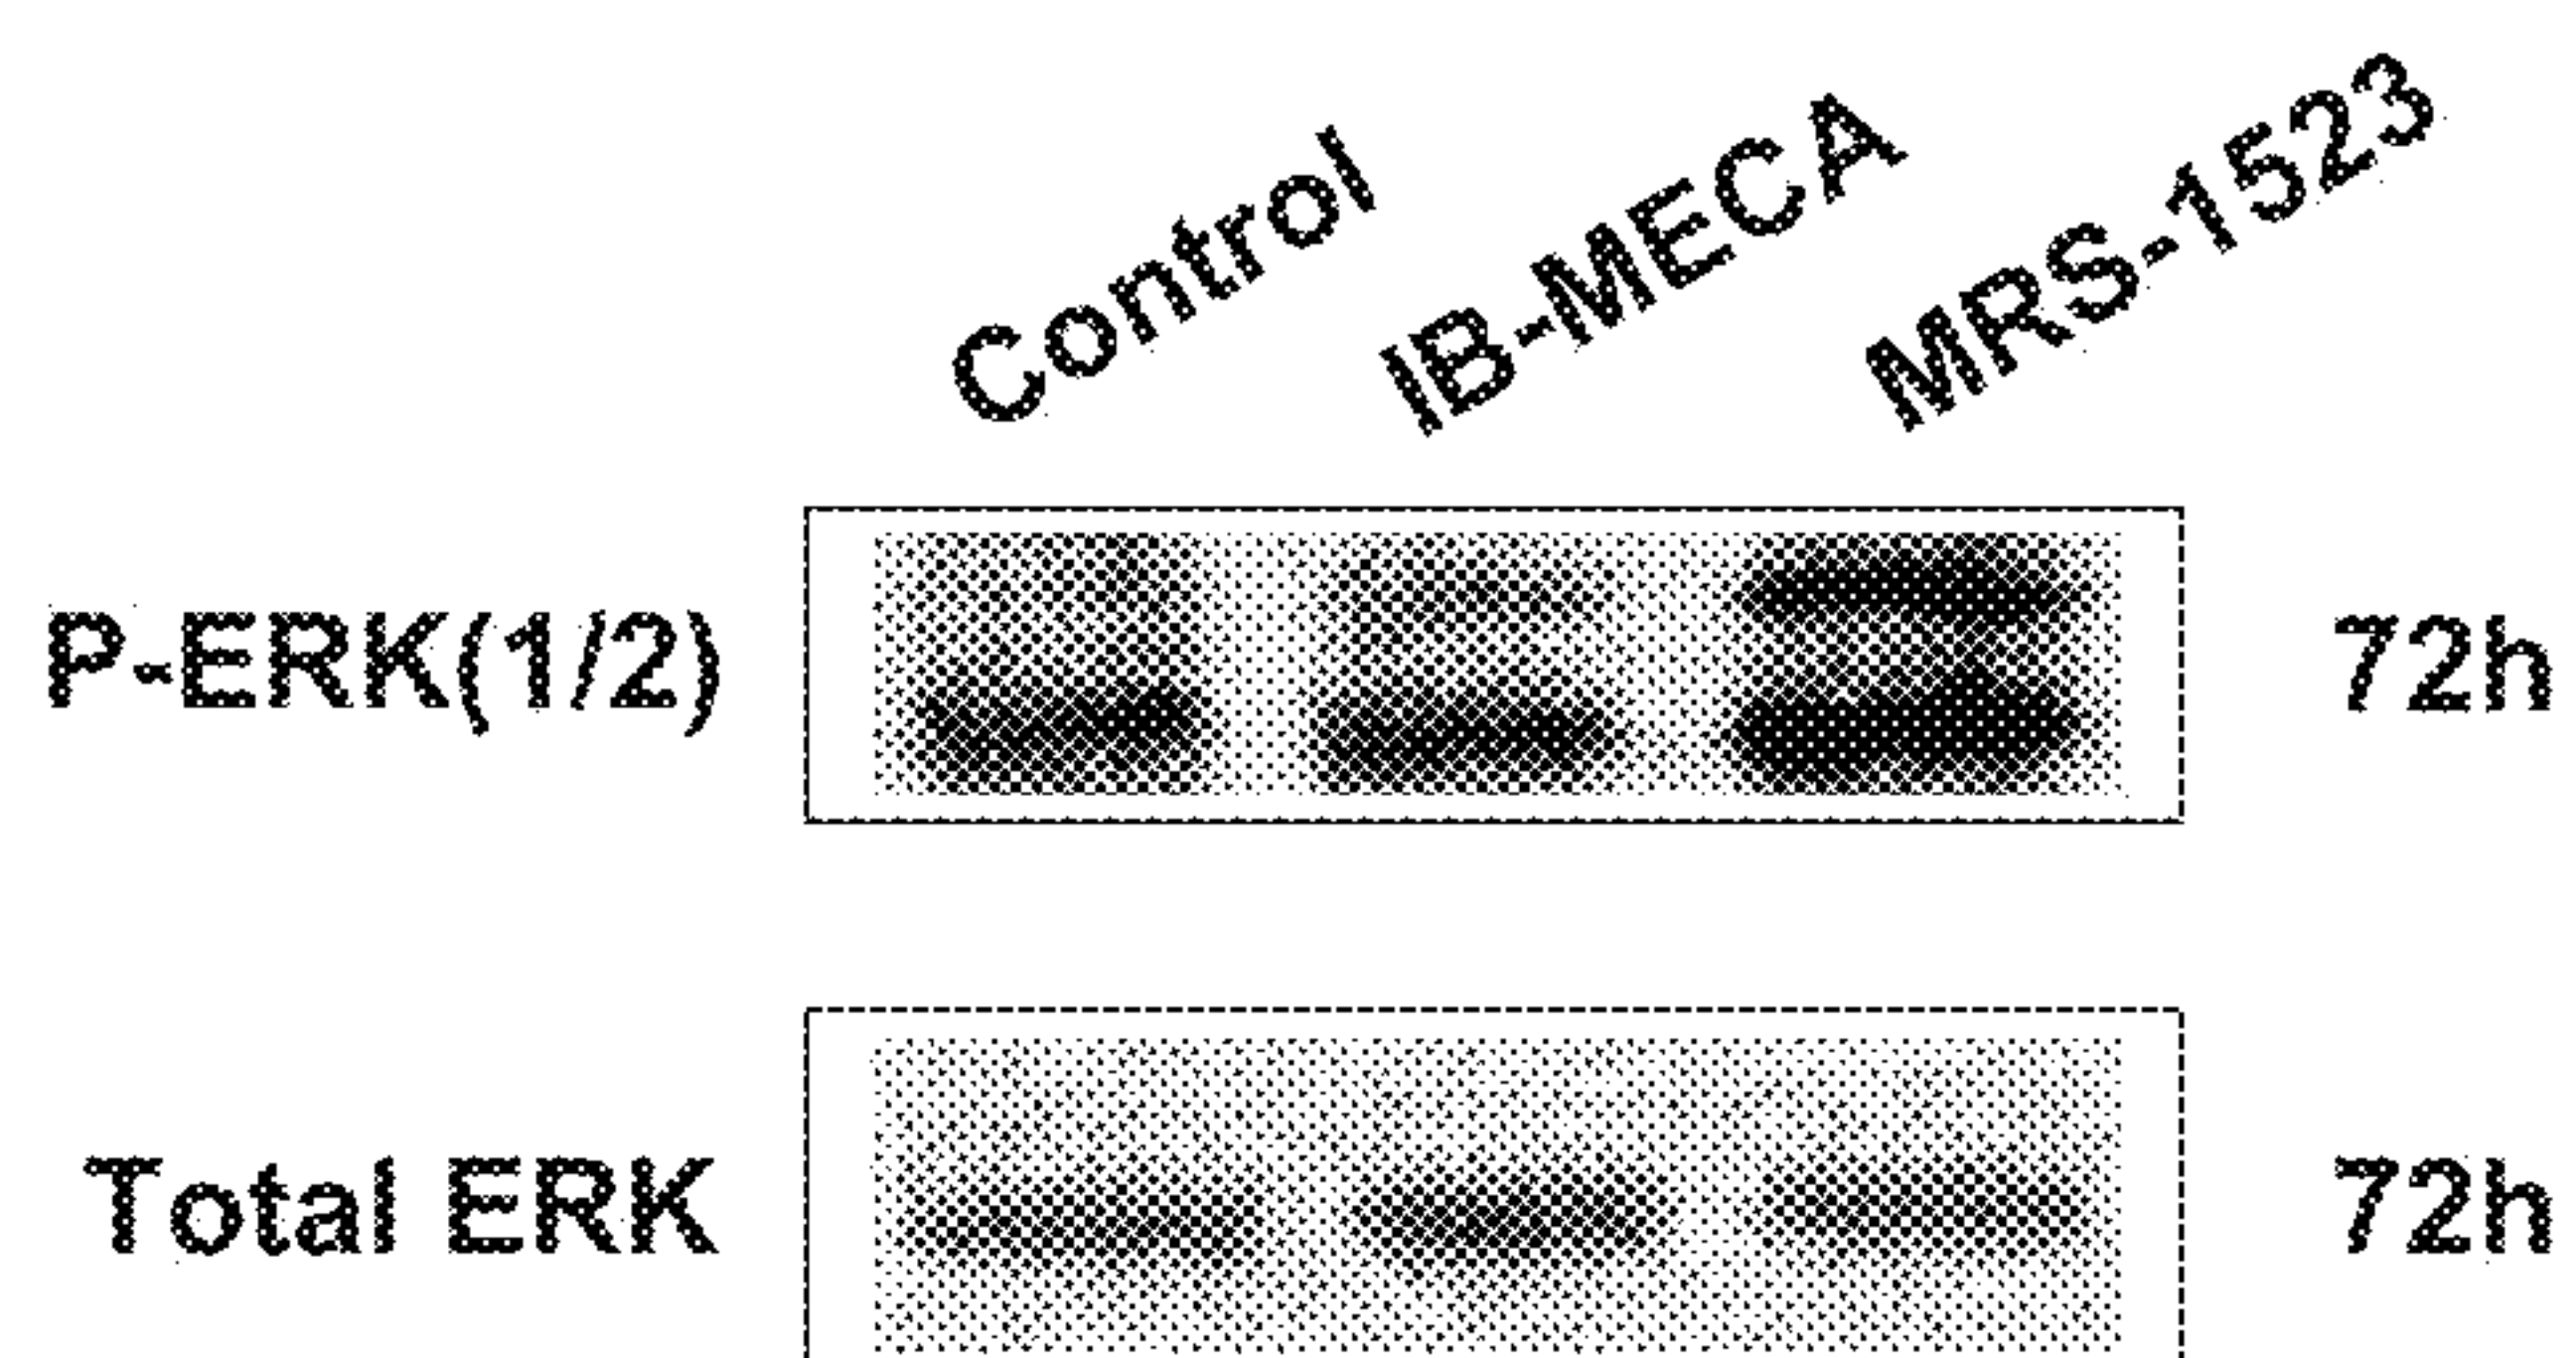 Control IB-MECA MRS-1523
P-ERK(1/2) 72h
Total ERK 72h